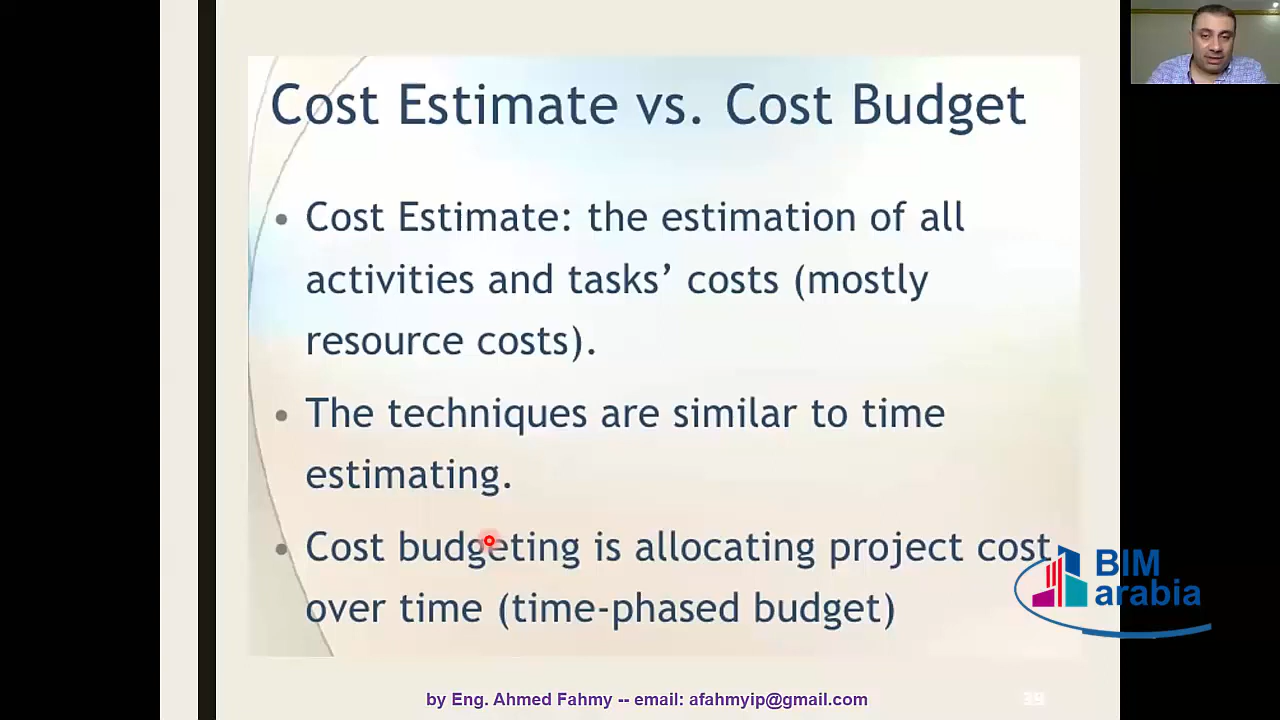 Cost Estimate vs. Cost Budget
• Cost Estimate: the estimation of all
activities and tasks’ costs (mostly
resource costs).
• The techniques are similar to time
estimating.
• Cost budgeting is allocating project cost
over time (time-phased budget)
BIM
arabia
by Eng. Ahmed Fahmy -- email: afahmyip@gmail.com
39